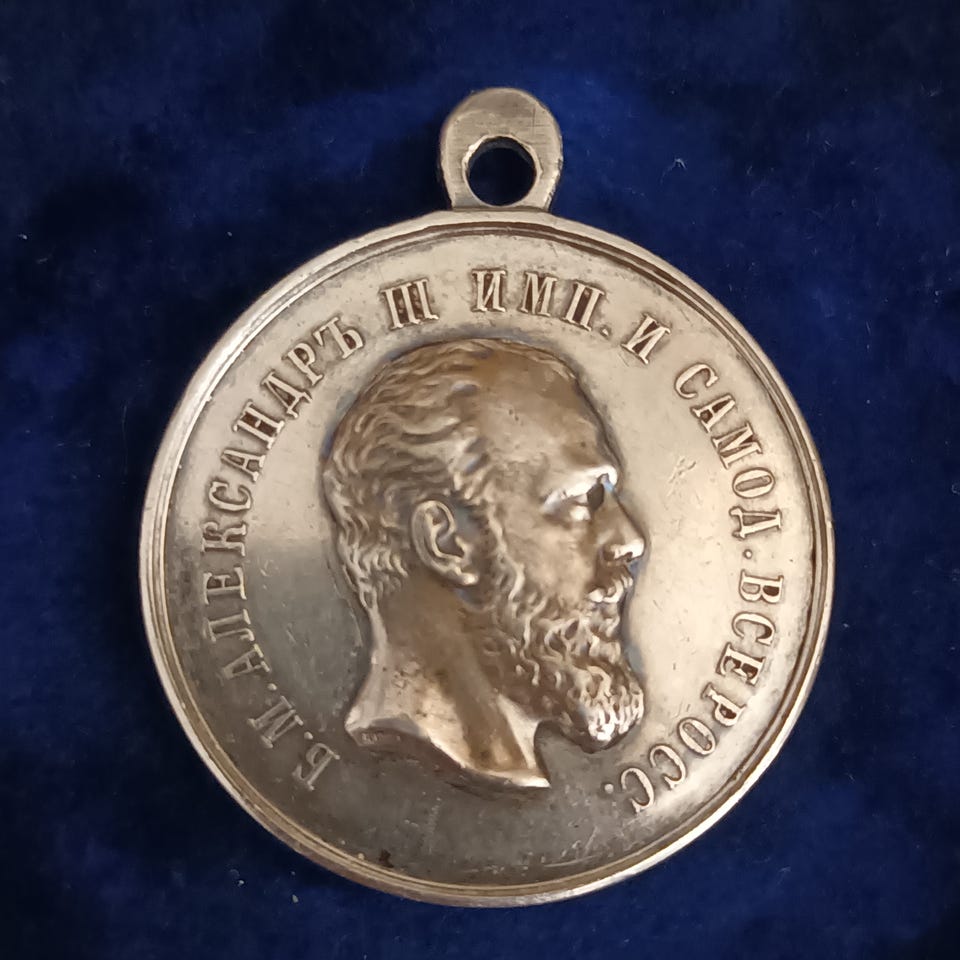 Б. М. АЛЕКСАНДРЪ III ИМП. И САМОД. ВСЕРОСС.